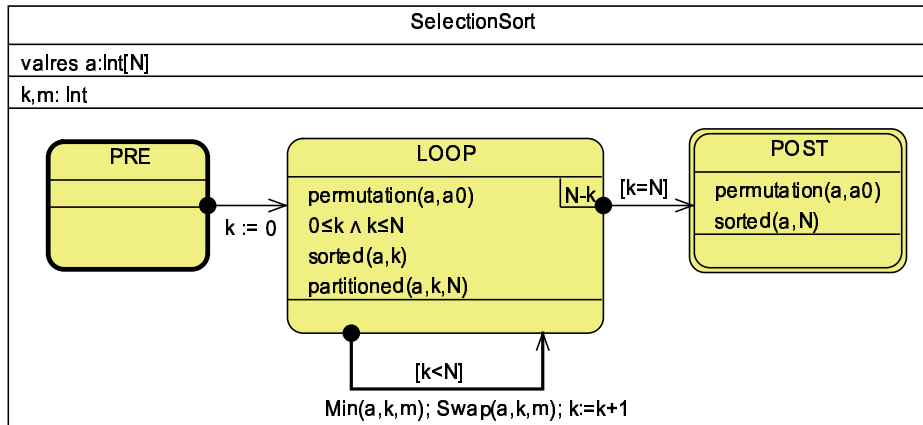 SelectionSort
valres a:Int[N]
k,m: Int
PRE
k := 0
LOOP
permutation(a,a0)
0≤k ∧ k≤N
sorted(a,k)
partitioned(a,k,N)
N-k
[k=N]
POST
permutation(a,a0)
sorted(a,N)
[k<N]
Min(a,k,m); Swap(a,k,m); k:=k+1